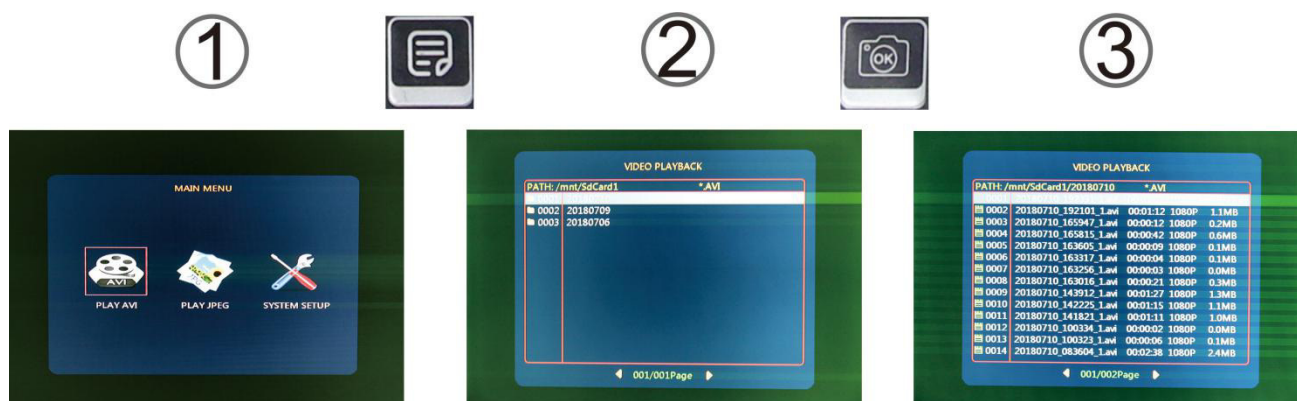 1
2
OK
3
MAIN MENU
AVI
PLAY AVI
JPG
PLAY JPEG
SYSTEM SETUP
VIDEO PLAYBACK
PATH: /mnt/SdCard1 *.AVI
0002 20180709
0003 20180706
001/001Page
VIDEO PLAYBACK
PATH: /mnt/SdCard1/20180710 *.AVI
0002 20180710_192101_1.avi 00:01:12 1080P 1.1MB
0003 20180710_165947_1.avi 00:00:12 1080P 0.2MB
0004 20180710_165815_1.avi 00:00:42 1080P 0.6MB
0005 20180710_163605_1.avi 00:00:09 1080P 0.1MB
0006 20180710_163317_1.avi 00:00:04 1080P 0.1MB
0007 20180710_163256_1.avi 00:00:03 1080P 0.0MB
0008 20180710_163016_1.avi 00:00:21 1080P 0.3MB
0009 20180710_143912_1.avi 00:01:27 1080P 1.3MB
0010 20180710_142225_1.avi 00:01:15 1080P 1.1MB
0011 20180710_141821_1.avi 00:01:11 1080P 1.0MB
0012 20180710_100334_1.avi 00:00:02 1080P 0.0MB
0013 20180710_100323_1.avi 00:00:06 1080P 0.1MB
0014 20180710_083604_1.avi 00:02:38 1080P 2.4MB
001/002Page